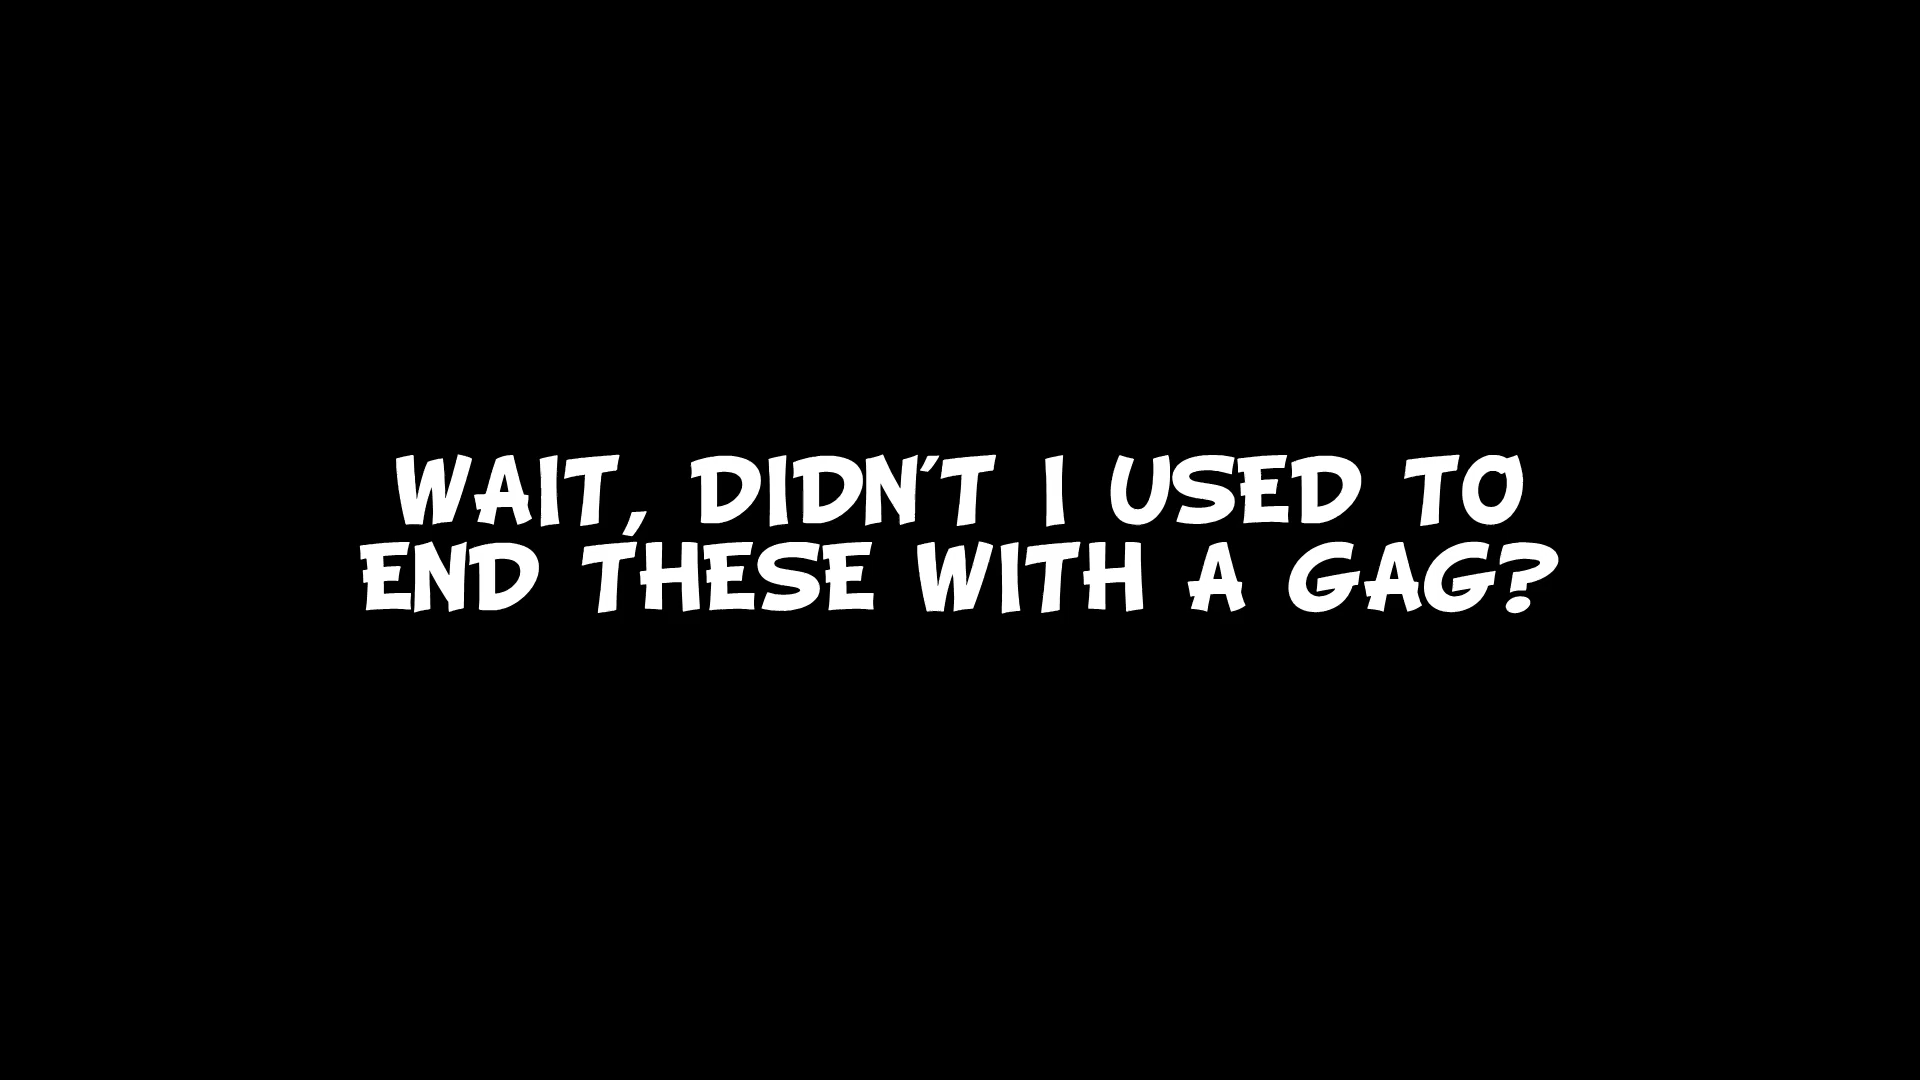 WAIT, DIDN'T I USED TO
END THESE WITH A GAG?